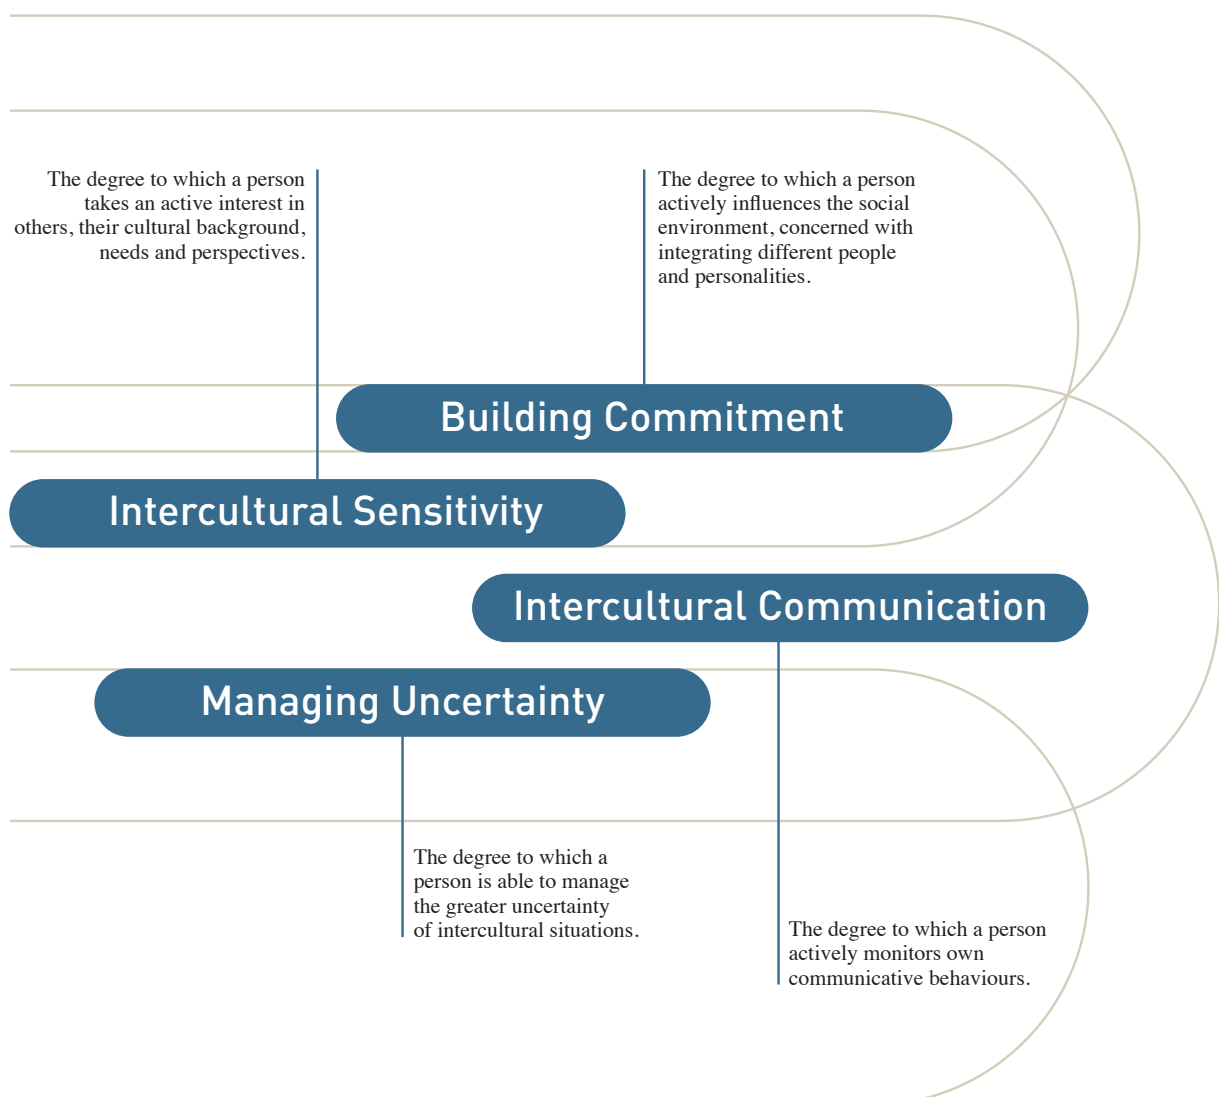 The degree to which a person
takes an active interest in
others, their cultural background,
needs and perspectives.
The degree to which a person
actively influences the social
environment, concerned with
integrating different people
and personalities.
Building Commitment
Intercultural Sensitivity
Intercultural Communication
Managing Uncertainty
The degree to which a
person is able to manage
the greater uncertainty
of intercultural situations.
The degree to which a person
actively monitors own
communicative behaviours.